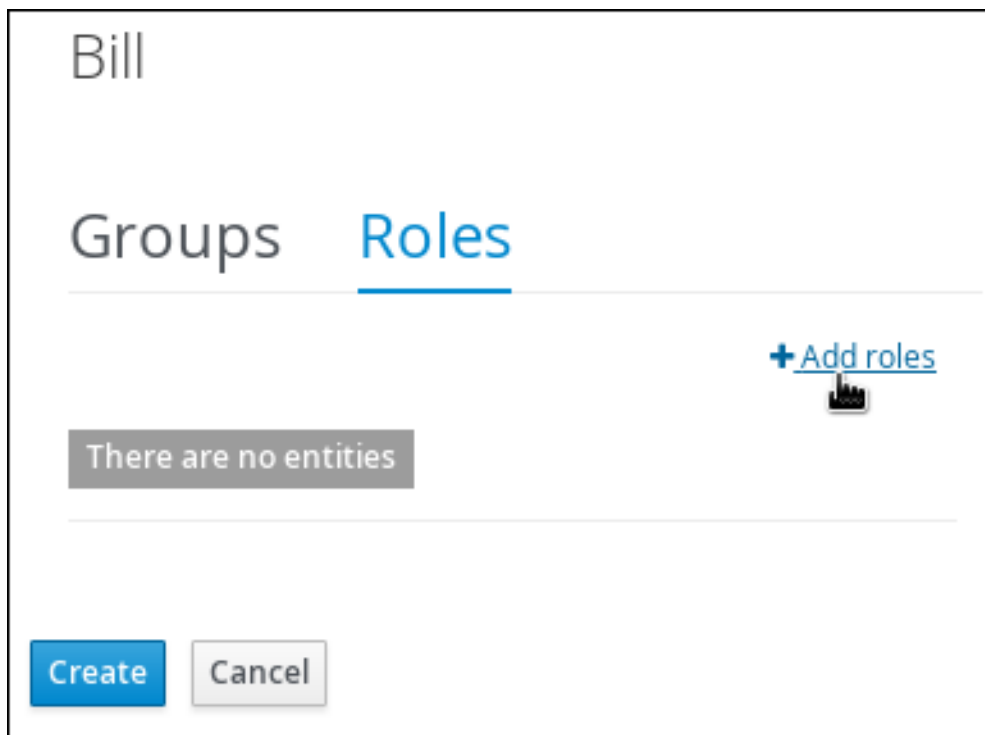 Bill
Groups Roles
+ Add roles
There are no entities
Create Cancel